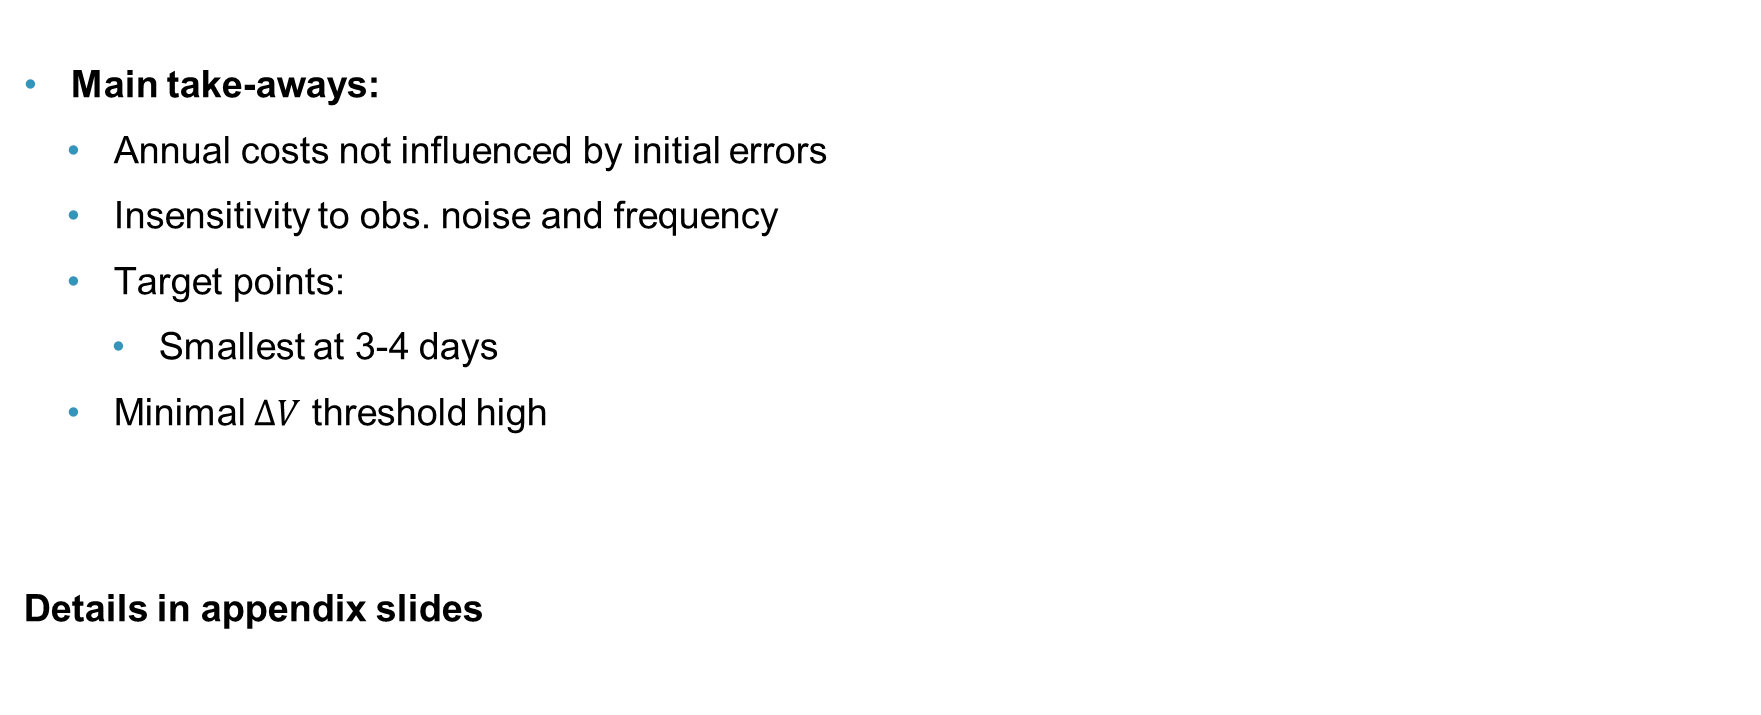 • Main take-aways:
• Annual costs not influenced by initial errors
• Insensitivity to obs. noise and frequency
• Target points:
• Smallest at 3-4 days
• Minimal ΔV threshold high
Details in appendix slides